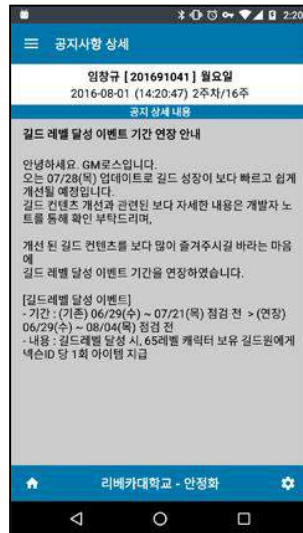 2:20
공지사항 상세
임창규 [201691041] 월요일
2016-08-01 (14:20:47) 2주차/16주
공지 상세 내용
길드 레벨 달성 이벤트 기간 연장 안내
안녕하세요. GM로스입니다.
오는 07/28(목) 업데이트로 길드 성장이 보다 빠르고 쉽게
개선될 예정입니다.
길드 컨텐츠 개선과 관련된 보다 자세한 내용은 개발자 노
트를 통해 확인 부탁드리며,
개선 된 길드 컨텐츠를 보다 많이 즐겨주시길 바라는 마음
에
길드 레벨 달성 이벤트 기간을 연장하였습니다.
[길드레벨 달성 이벤트]
- 기간 : (기존) 06/29(수) ~ 07/21(목) 점검 전 > (연장)
06/29(수) ~ 08/04(목) 점검 전
- 내용 : 길드레벨 달성 시, 65레벨 캐릭터 보유 길드원에게
넥슨ID 당 1회 아이템 지급
리베카대학교 - 안정화